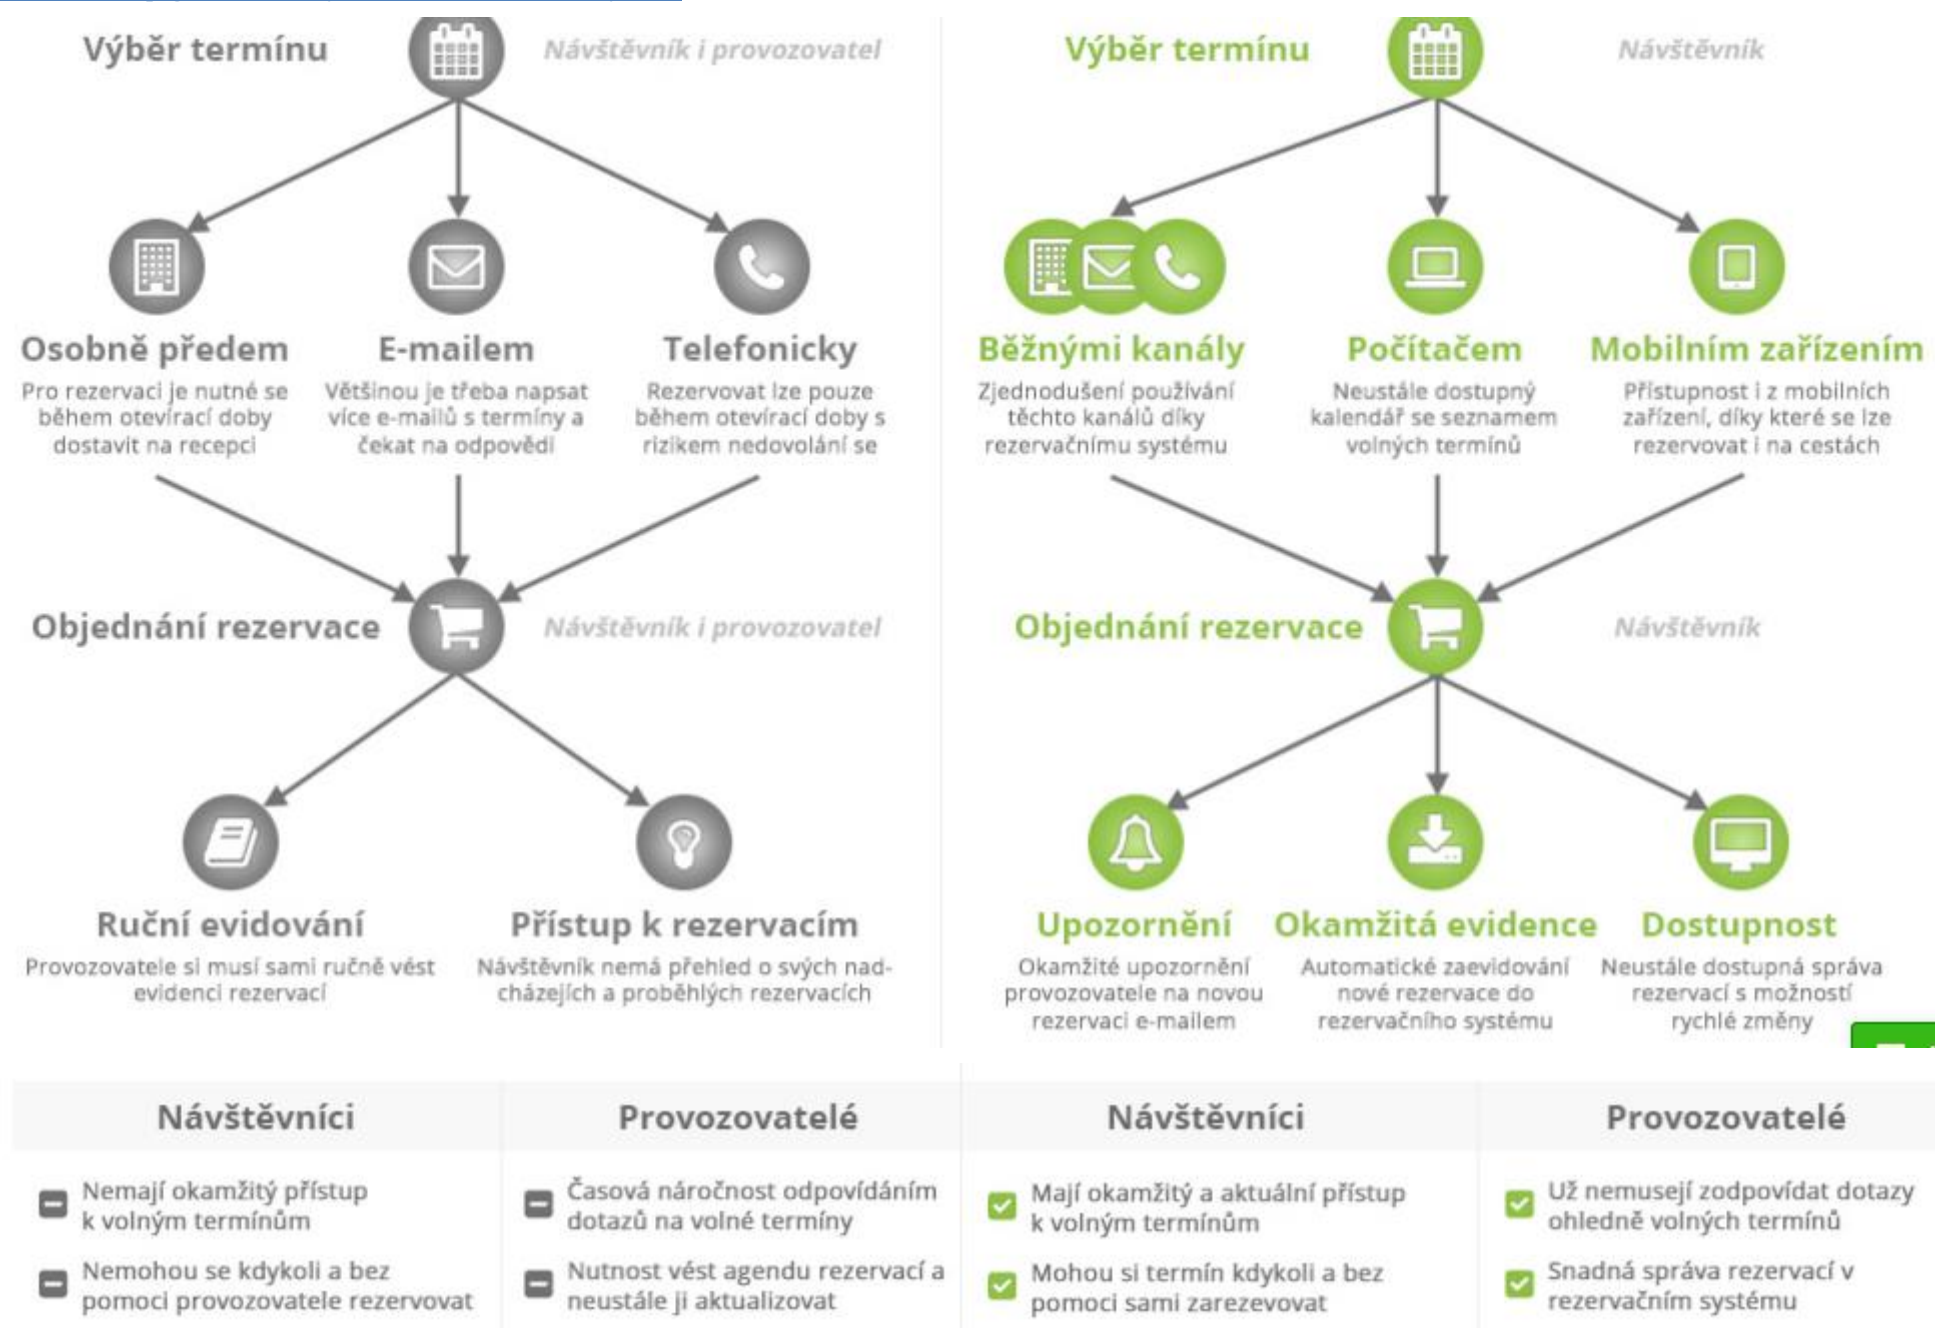 Výběr termínu
Návštěvník i provozovatel
Osobně předem
Pro rezervaci je nutné se
během otevírací doby
dostavit na recepci
E-mailem
Většinou je třeba napsat
více e-mailů s termíny a
čekat na odpovědi
Telefonicky
Rezervovat lze pouze
během otevírací doby s
rizikem nedovolání se
Objednání rezervace
Návštěvník i provozovatel
Ruční evidování
Provozovatele si musí sami ručně vést
evidenci rezervací
Přístup k rezervacím
Návštěvník nemá přehled o svých nad-
cházejích a proběhlých rezervacích
Výběr termínu
Návštěvník
Běžnými kanály
Zjednodušení používání
těchto kanálů díky
rezervačnímu systému
Počítačem
Neustále dostupný
kalendář se seznamem
volných termínů
Mobilním zařízením
Přístupnost i z mobilních
zařízení, díky které se lze
rezervovat i na cestách
Objednání rezervace
Návštěvník
Upozornění
Okamžité upozornění
provozovatele na novou
rezervaci e-mailem
Okamžitá evidence
Automatické zaevidování
nové rezervace do
rezervačního systému
Dostupnost
Neustále dostupná správa
rezervací s možností
rychlé změny
Návštěvníci
Nemají okamžitý přístup
k volným termínům
Nemohou se kdykoli a bez
pomoci provozovatele rezervovat
Provozovatelé
Časová náročnost odpovídáním
dotazů na volné termíny
Nutnost vést agendu rezervací a
neustále ji aktualizovat
Návštěvníci
Mají okamžitý a aktuální přístup
k volným termínům
Mohou si termín kdykoli a bez
pomoci sami zarezevovat
Provozovatelé
Už nemusejí zodpovídat dotazy
ohledně volných termínů
Snadná správa rezervací v
rezervačním systému